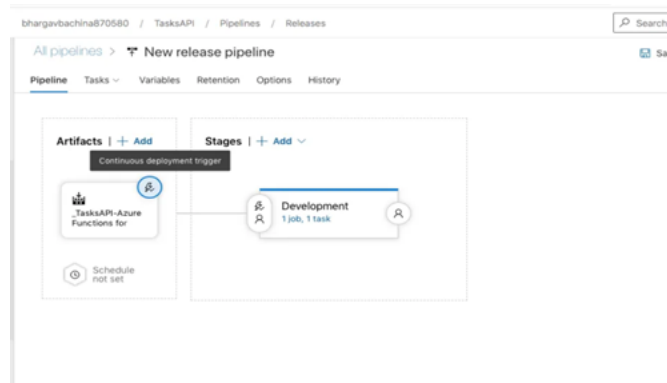 bhargavbachina870580 / TasksAPI / Pipelines / Releases
Search
All pipelines > New release pipeline
Sa
Pipeline Tasks Variables Retention Options History
Artifacts | + Add
Stages | + Add
Continuous deployment trigger
_TasksAPI-Azure
Functions for
Development
1 job, 1 task
Schedule
not set